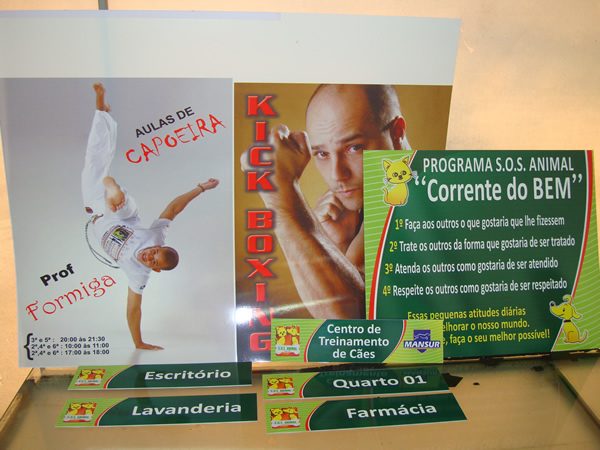 AULAS DE
CAPOEIRA
Prof
Formiga
3ª e 5ª : 20:00 às 21:30
2ª,4ª e 6ª : 10:00 às 11:00
2ª,4ª e 6ª : 17:00 às 18:00
KICK BOXING
PROGRAMA S.O.S. ANIMAL
"Corrente do BEM"
1º Faça aos outros o que gostaria que lhe fizessem
2º Trate os outros da forma que gostaria de ser tratado
3º Atenda os outros como gostaria de ser atendido
4º Respeite os outros como gostaria de ser respeitado
Essas pequenas atitudes diárias
melhorar o nosso mundo.
faça o seu melhor possível!
Centro de
Treinamento
de Cães
MANSUR
Escritório
Quarto 01
Lavanderia
Farmácia